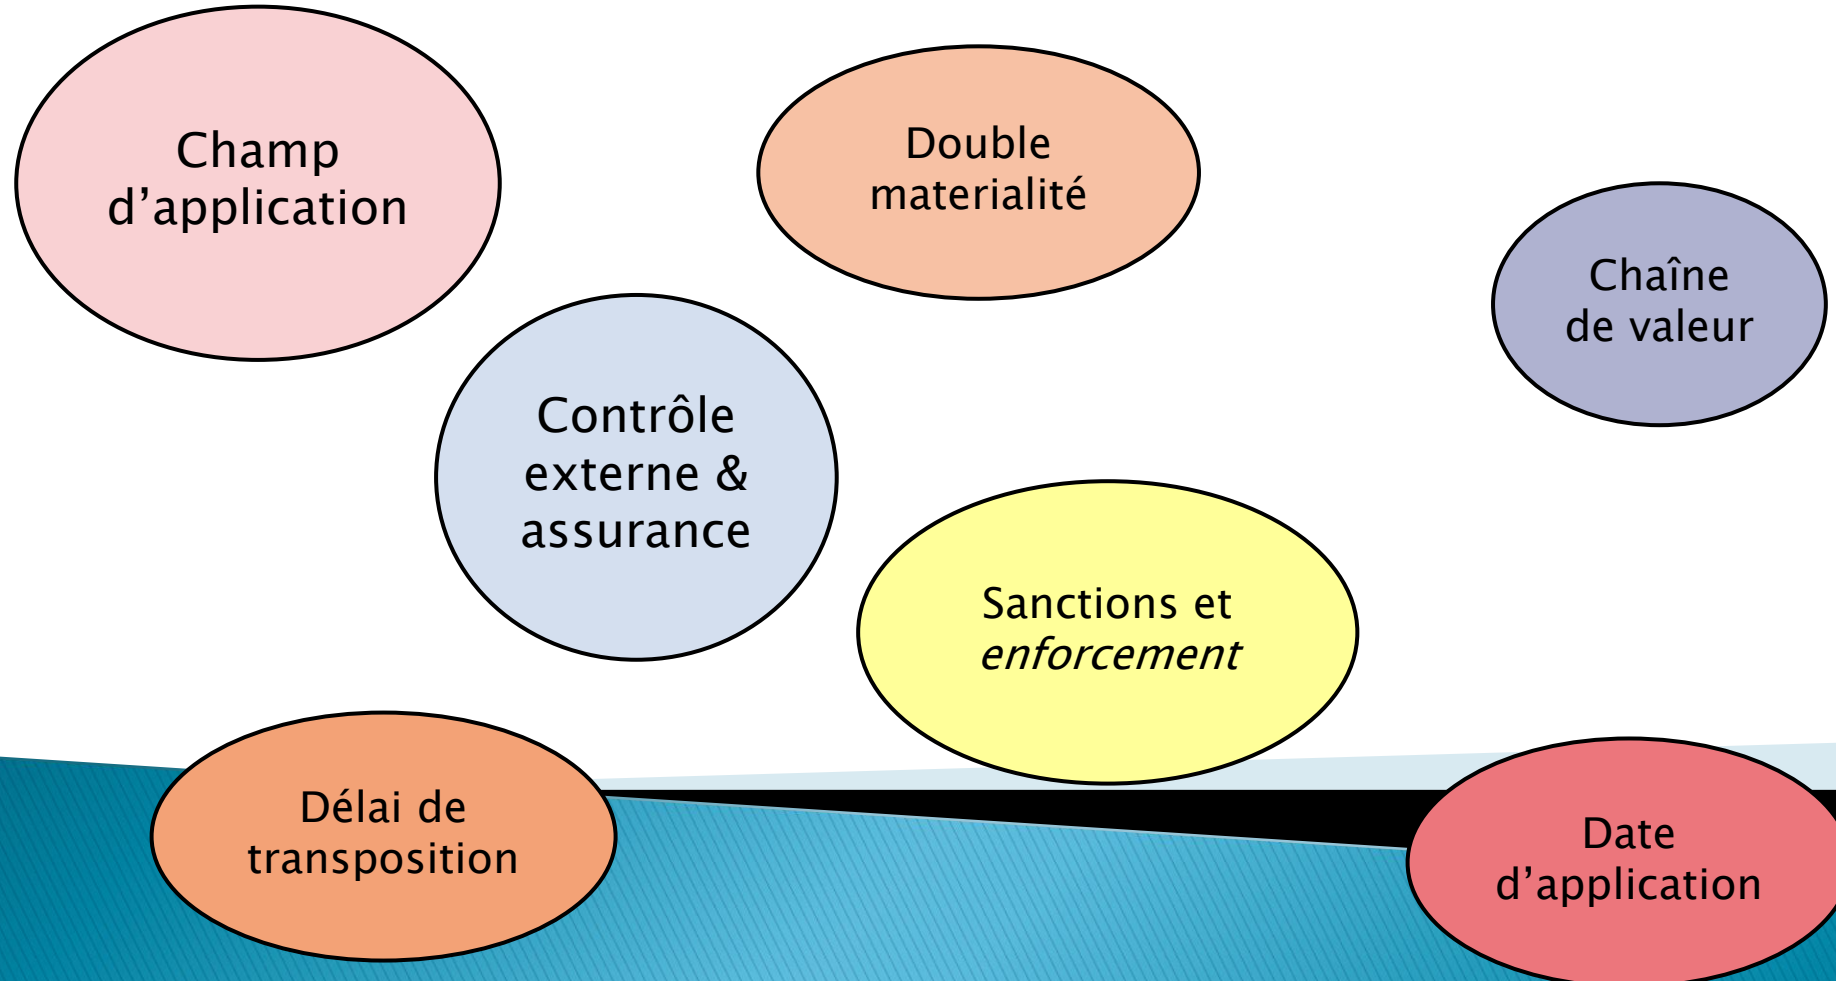 Champ
d’application
Double
materialité
Chaîne
de valeur
Contrôle
externe &
assurance
Sanctions et
enforcement
Délai de
transposition
Date
d’application